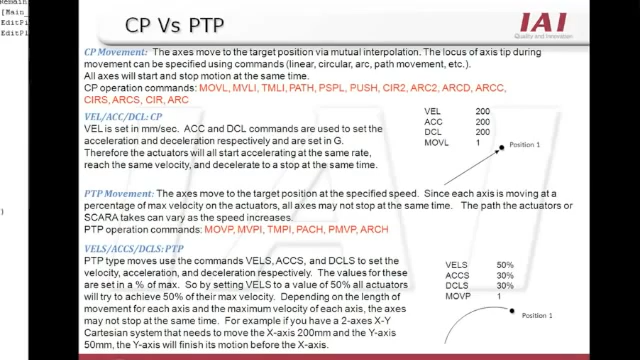 Remain
[Main_
EditPl
EditPl
CP Vs PTP
IAI
Quality and Innovation
CP Movement: The axes move to the target position via mutual interpolation. The locus of axis tip during
movement can be specified using commands (linear, circular, arc, path movement, etc.)
All axes will start and stop motion at the same time.
CP operation commands: MOVL, MVLI, TMLI, PATH, PSPL, PUSH, CIR2, ARC2, ARCD, ARCC,
CIRS, ARCS, CIR, ARC
VEL/ACC/DCL: CP
VEL is set in mm/sec. ACC and DCL commands are used to set the
acceleration and deceleration respectively and are set in G.
Therefore the actuators will all start accelerating at the same rate,
reach the same velocity, and decelerate to a stop at the same time.
VEL 200
ACC 200
DCL 200
MOVL 1
Position 1
PTP Movement: The axes move to the target position at the specified speed. Since each axis is moving at a
percentage of max velocity on the actuators, all axes may not stop at the same time. The path the actuators or
SCARA takes can vary as the speed increases.
PTP operation commands: MOVP, MVPI, TMPI, PACH, PMVP, ARCH
VELS/ACCS/DCLS: PTP
PTP type moves use the commands VELS, ACCS, and DCLS to set the
velocity, acceleration, and deceleration respectively. The values for these
are set in a % of max. So by setting VELS to a value of 50% all actuators
will try to achieve 50% of their max velocity. Depending on the length of
movement for each axis and the maximum velocity of each axis, the axes
may not stop at the same time. For example if you have a 2-axes X-Y
Cartesian system that needs to move the X-axis 200mm and the Y-axis
50mm, the Y-axis will finish its motion before the X-axis.
VELS 50%
ACCS 30%
DCLS 30%
MOVP 1
Position 1